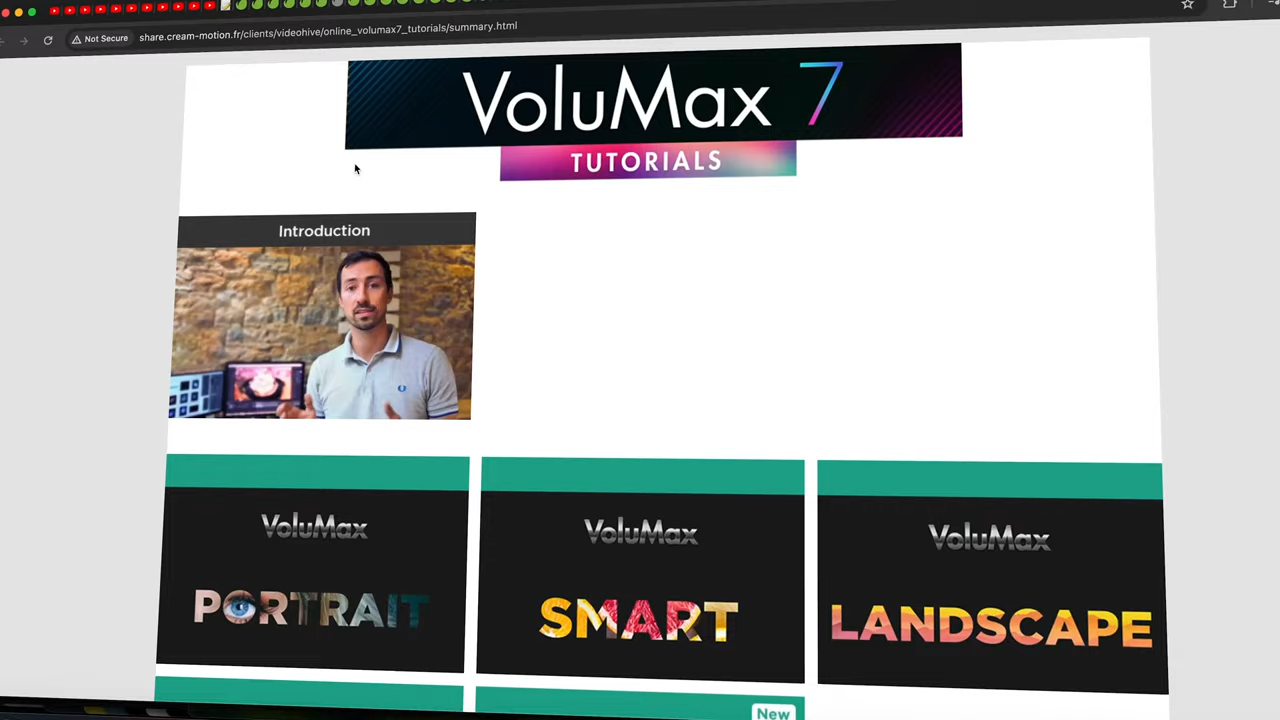 Not Secure
share.cream-motion.fr/clients/videohive/online_volumax7_tutorials/summary.html
VoluMax 7
TUTORIALS
Introduction
VoluMax
PORTRAIT
VoluMax
SMART
VoluMax
LANDSCAPE
New